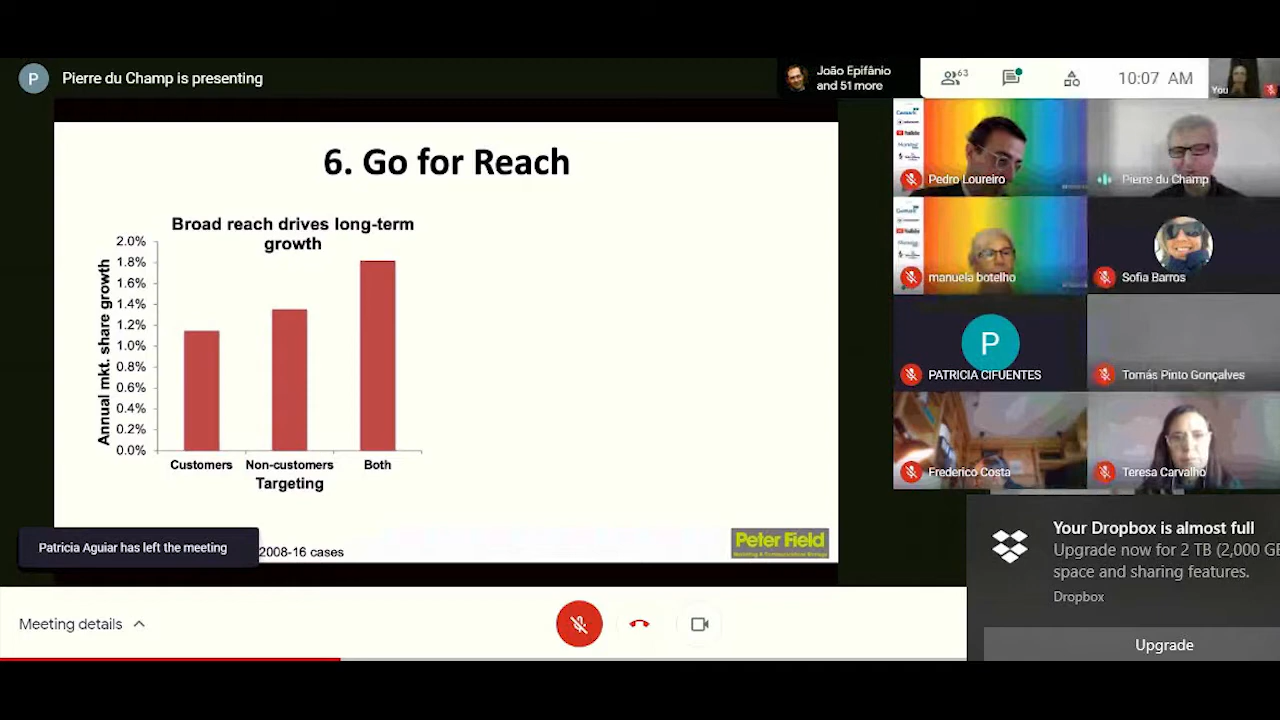 P
Pierre du Champ is presenting
João Epifânio
and 51 more
63
10:07 AM
You
6. Go for Reach
Broad reach drives long-term
growth
Annual mkt. share growth
2.0%
1.8%
1.6%
1.4%
1.2%
1.0%
0.8%
0.6%
0.4%
0.2%
0.0%
Customers
Non-customers
Both
Targeting
2008-16 cases
Peter Field
Patricia Aguiar has left the meeting
Pedro Loureiro
Pierre du Champ
manuela botelho
Sofia Barros
P
PATRICIA CIFUENTES
Tomás Pinto Gonçalves
Frederico Costa
Teresa Carvalho
Your Dropbox is almost full
Upgrade now for 2 TB (2,000 GB
space and sharing features.
Dropbox
Upgrade
Meeting details